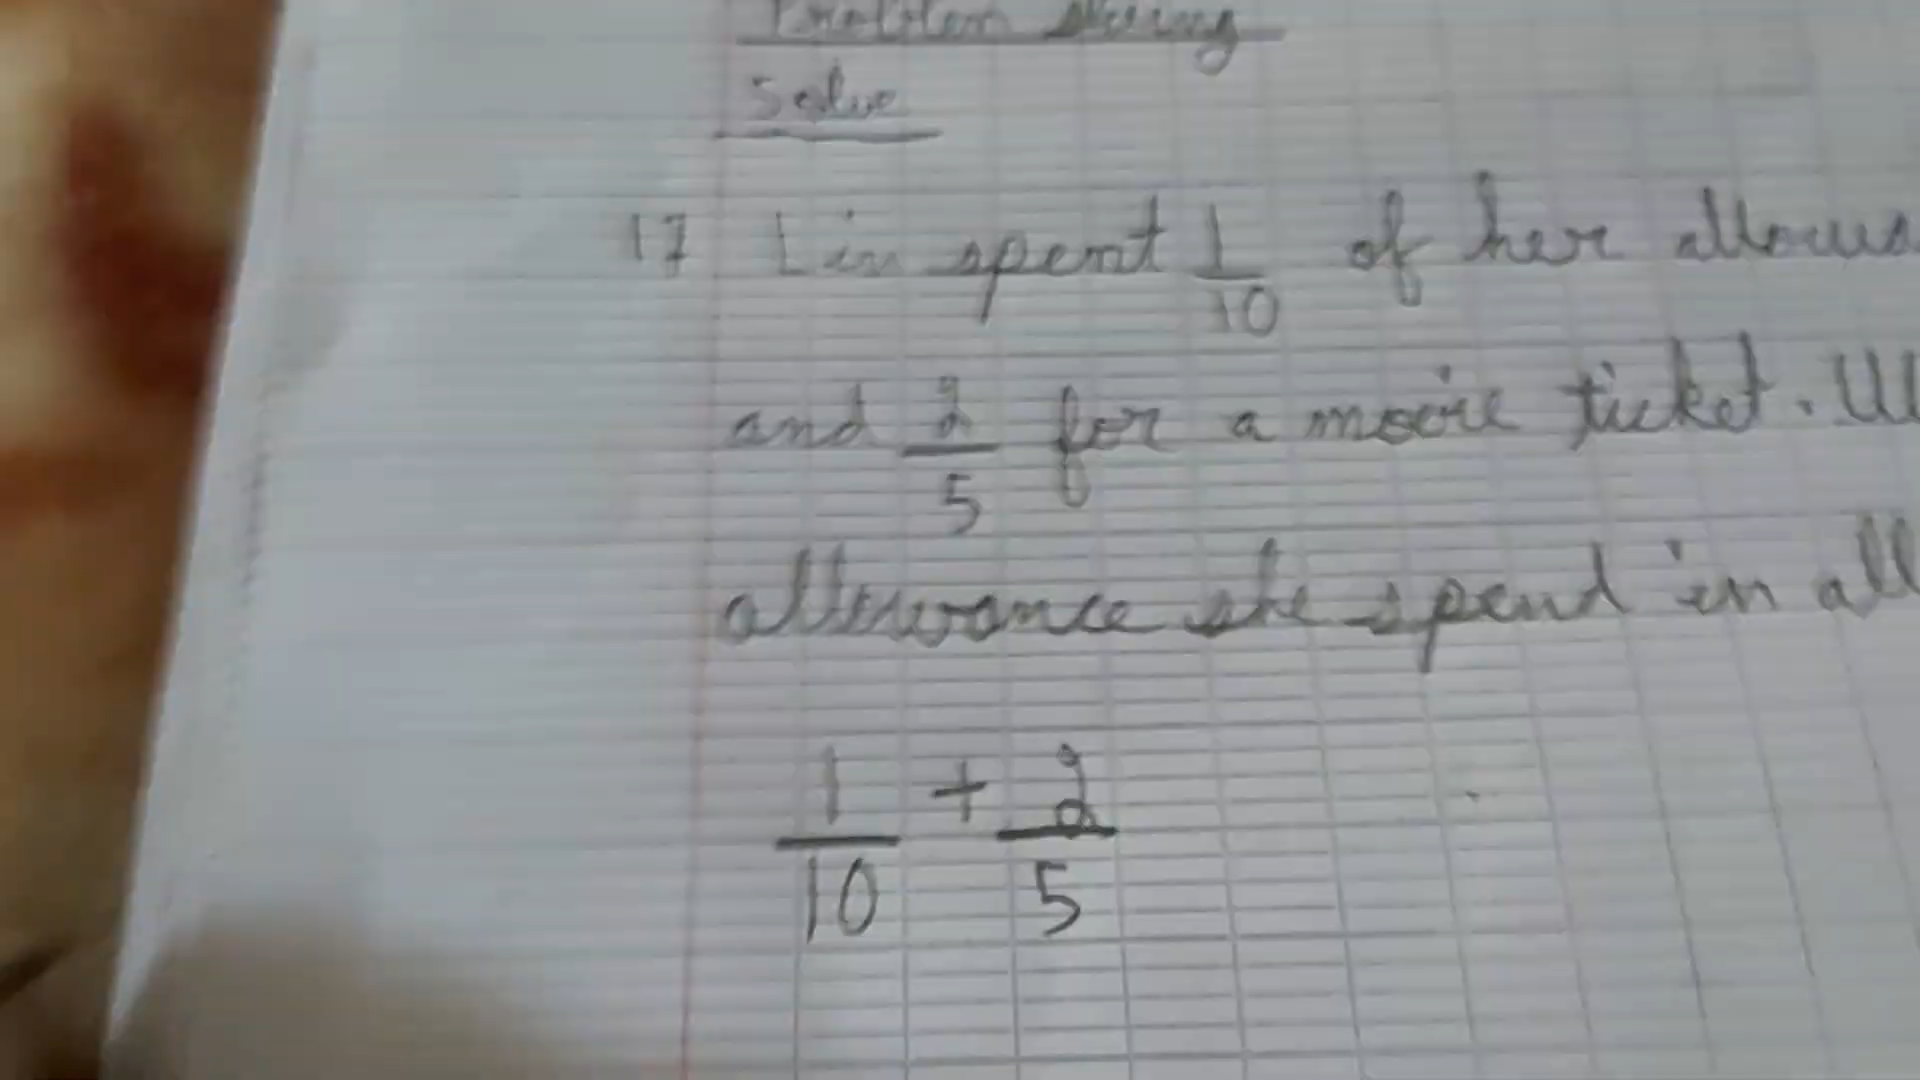 Problem solving
Solve
17 Lin spent 1/10 of her
and 2/5 for a movie ticket.
allowance she spend in all
1/10 + 2/5